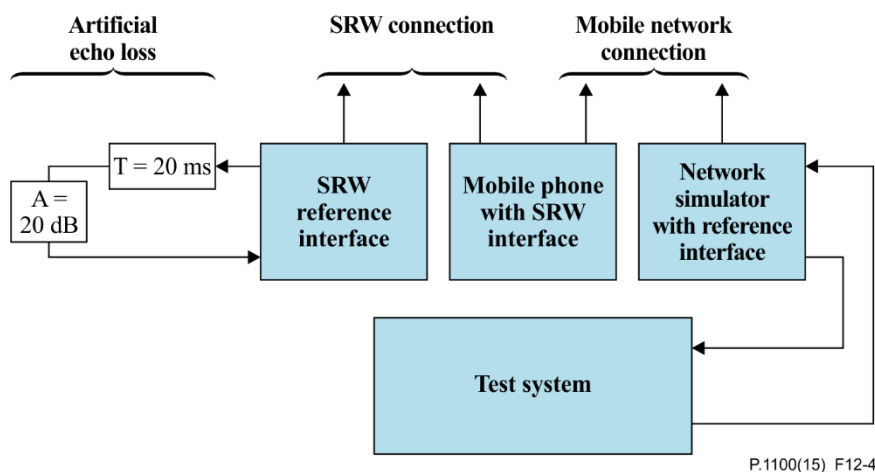 Artificial
echo loss
SRW connection
Mobile network
connection
T = 20 ms
A =
20 dB
SRW
reference
interface
Mobile phone
with SRW
interface
Network
simulator
with reference
interface
Test system
P.1100(15)_F12-4